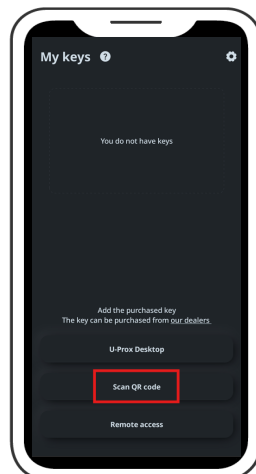 My keys ?
You do not have keys
Add the purchased key
The key can be purchased from our dealers
U-Prox Desktop
Scan QR code
Remote access